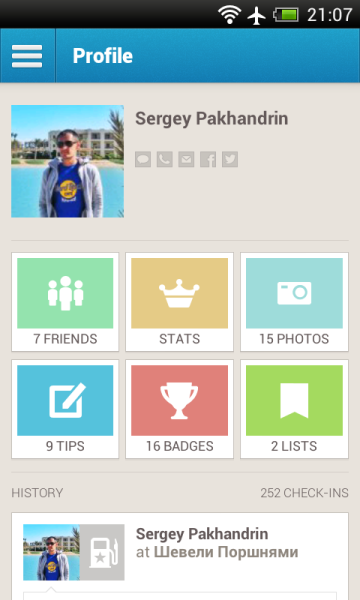 21:07
Profile
Sergey Pakhandrin
7 FRIENDS
STATS
15 PHOTOS
9 TIPS
16 BADGES
2 LISTS
HISTORY
252 CHECK-INS
Sergey Pakhandrin
at Шевели Поршнями